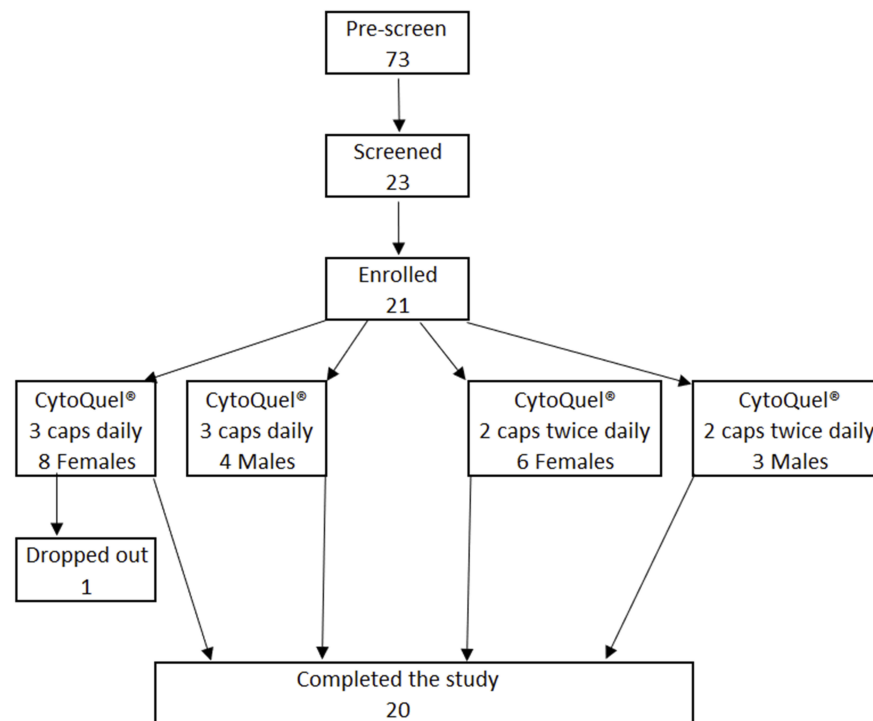 Pre-screen
73
Screened
23
Enrolled
21
CytoQuel®
3 caps daily
8 Females
CytoQuel®
3 caps daily
4 Males
CytoQuel®
2 caps twice daily
6 Females
CytoQuel®
2 caps twice daily
3 Males
Dropped out
1
Completed the study
20